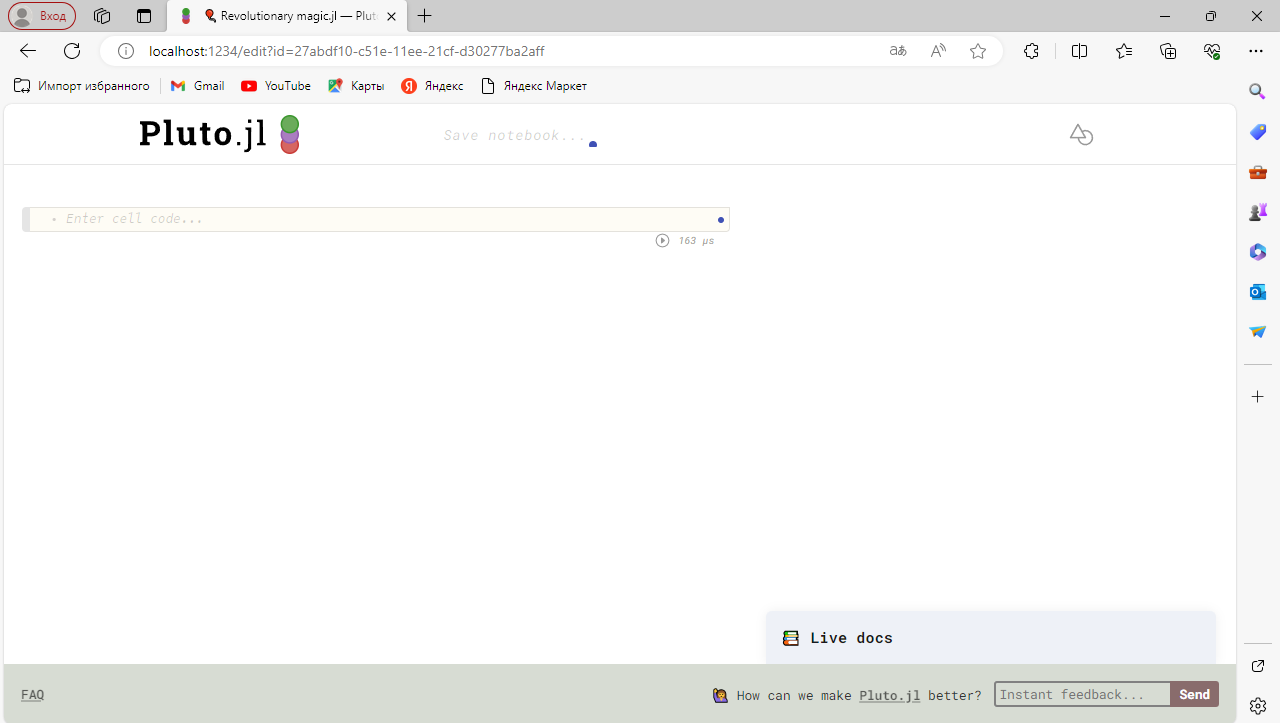 Вход
Revolutionary magic.jl — Plut
localhost:1234/edit?id=27abdf10-c51e-11ee-21cf-d30277ba2aff
Импорт избранного
Gmail
YouTube
Карты
Яндекс
Яндекс Маркет
Pluto.jl
Save notebook...
Enter cell code...
163 μs
Live docs
FAQ
How can we make Pluto.jl better?
Instant feedback...
Send